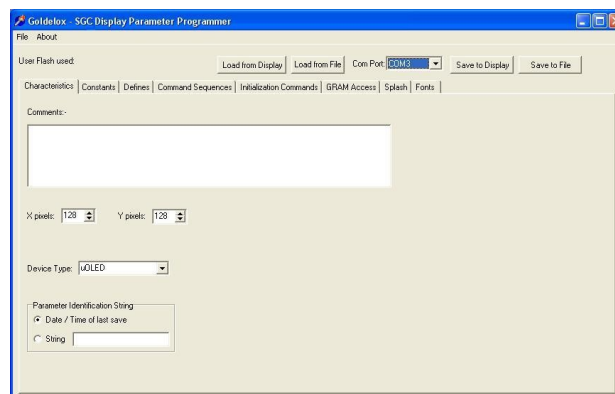 Goldelox - SGC Display Parameter Programmer
File About
User Flash used:
Load from Display Load from File Com Port: COM3 Save to Display Save to File
Characteristics Constants Defines Command Sequences Initialization Commands GRAM Access Splash Fonts
Comments:-
X pixels: 128 Y pixels: 128
Device Type: uOLED
Parameter Identification String
Date / Time of last save
String